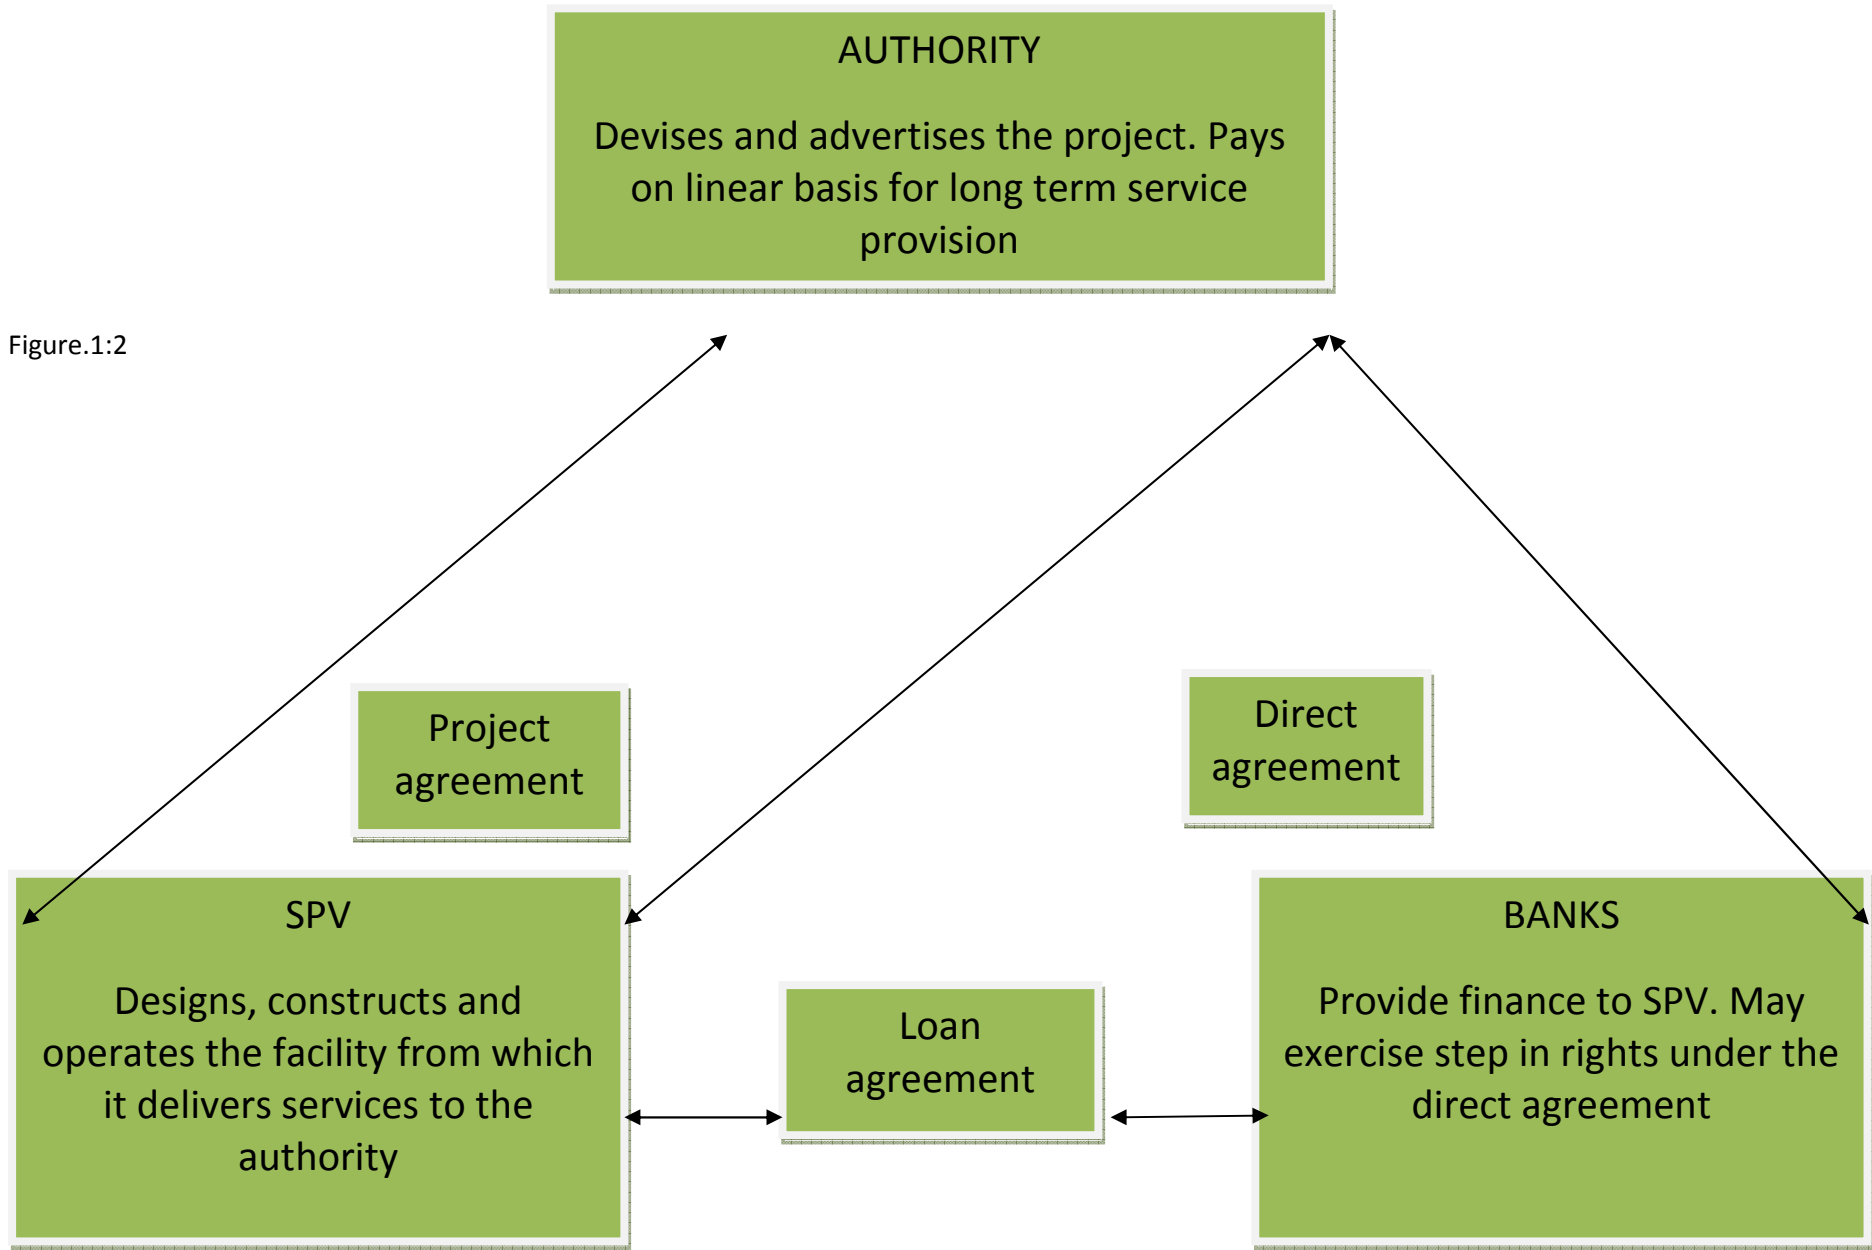 AUTHORITY
Devises and advertises the project. Pays
on linear basis for long term service
provision
Figure.1:2
Project
agreement
Direct
agreement
SPV
Designs, constructs and
operates the facility from which
it delivers services to the
authority
Loan
agreement
BANKS
Provide finance to SPV. May
exercise step in rights under the
direct agreement